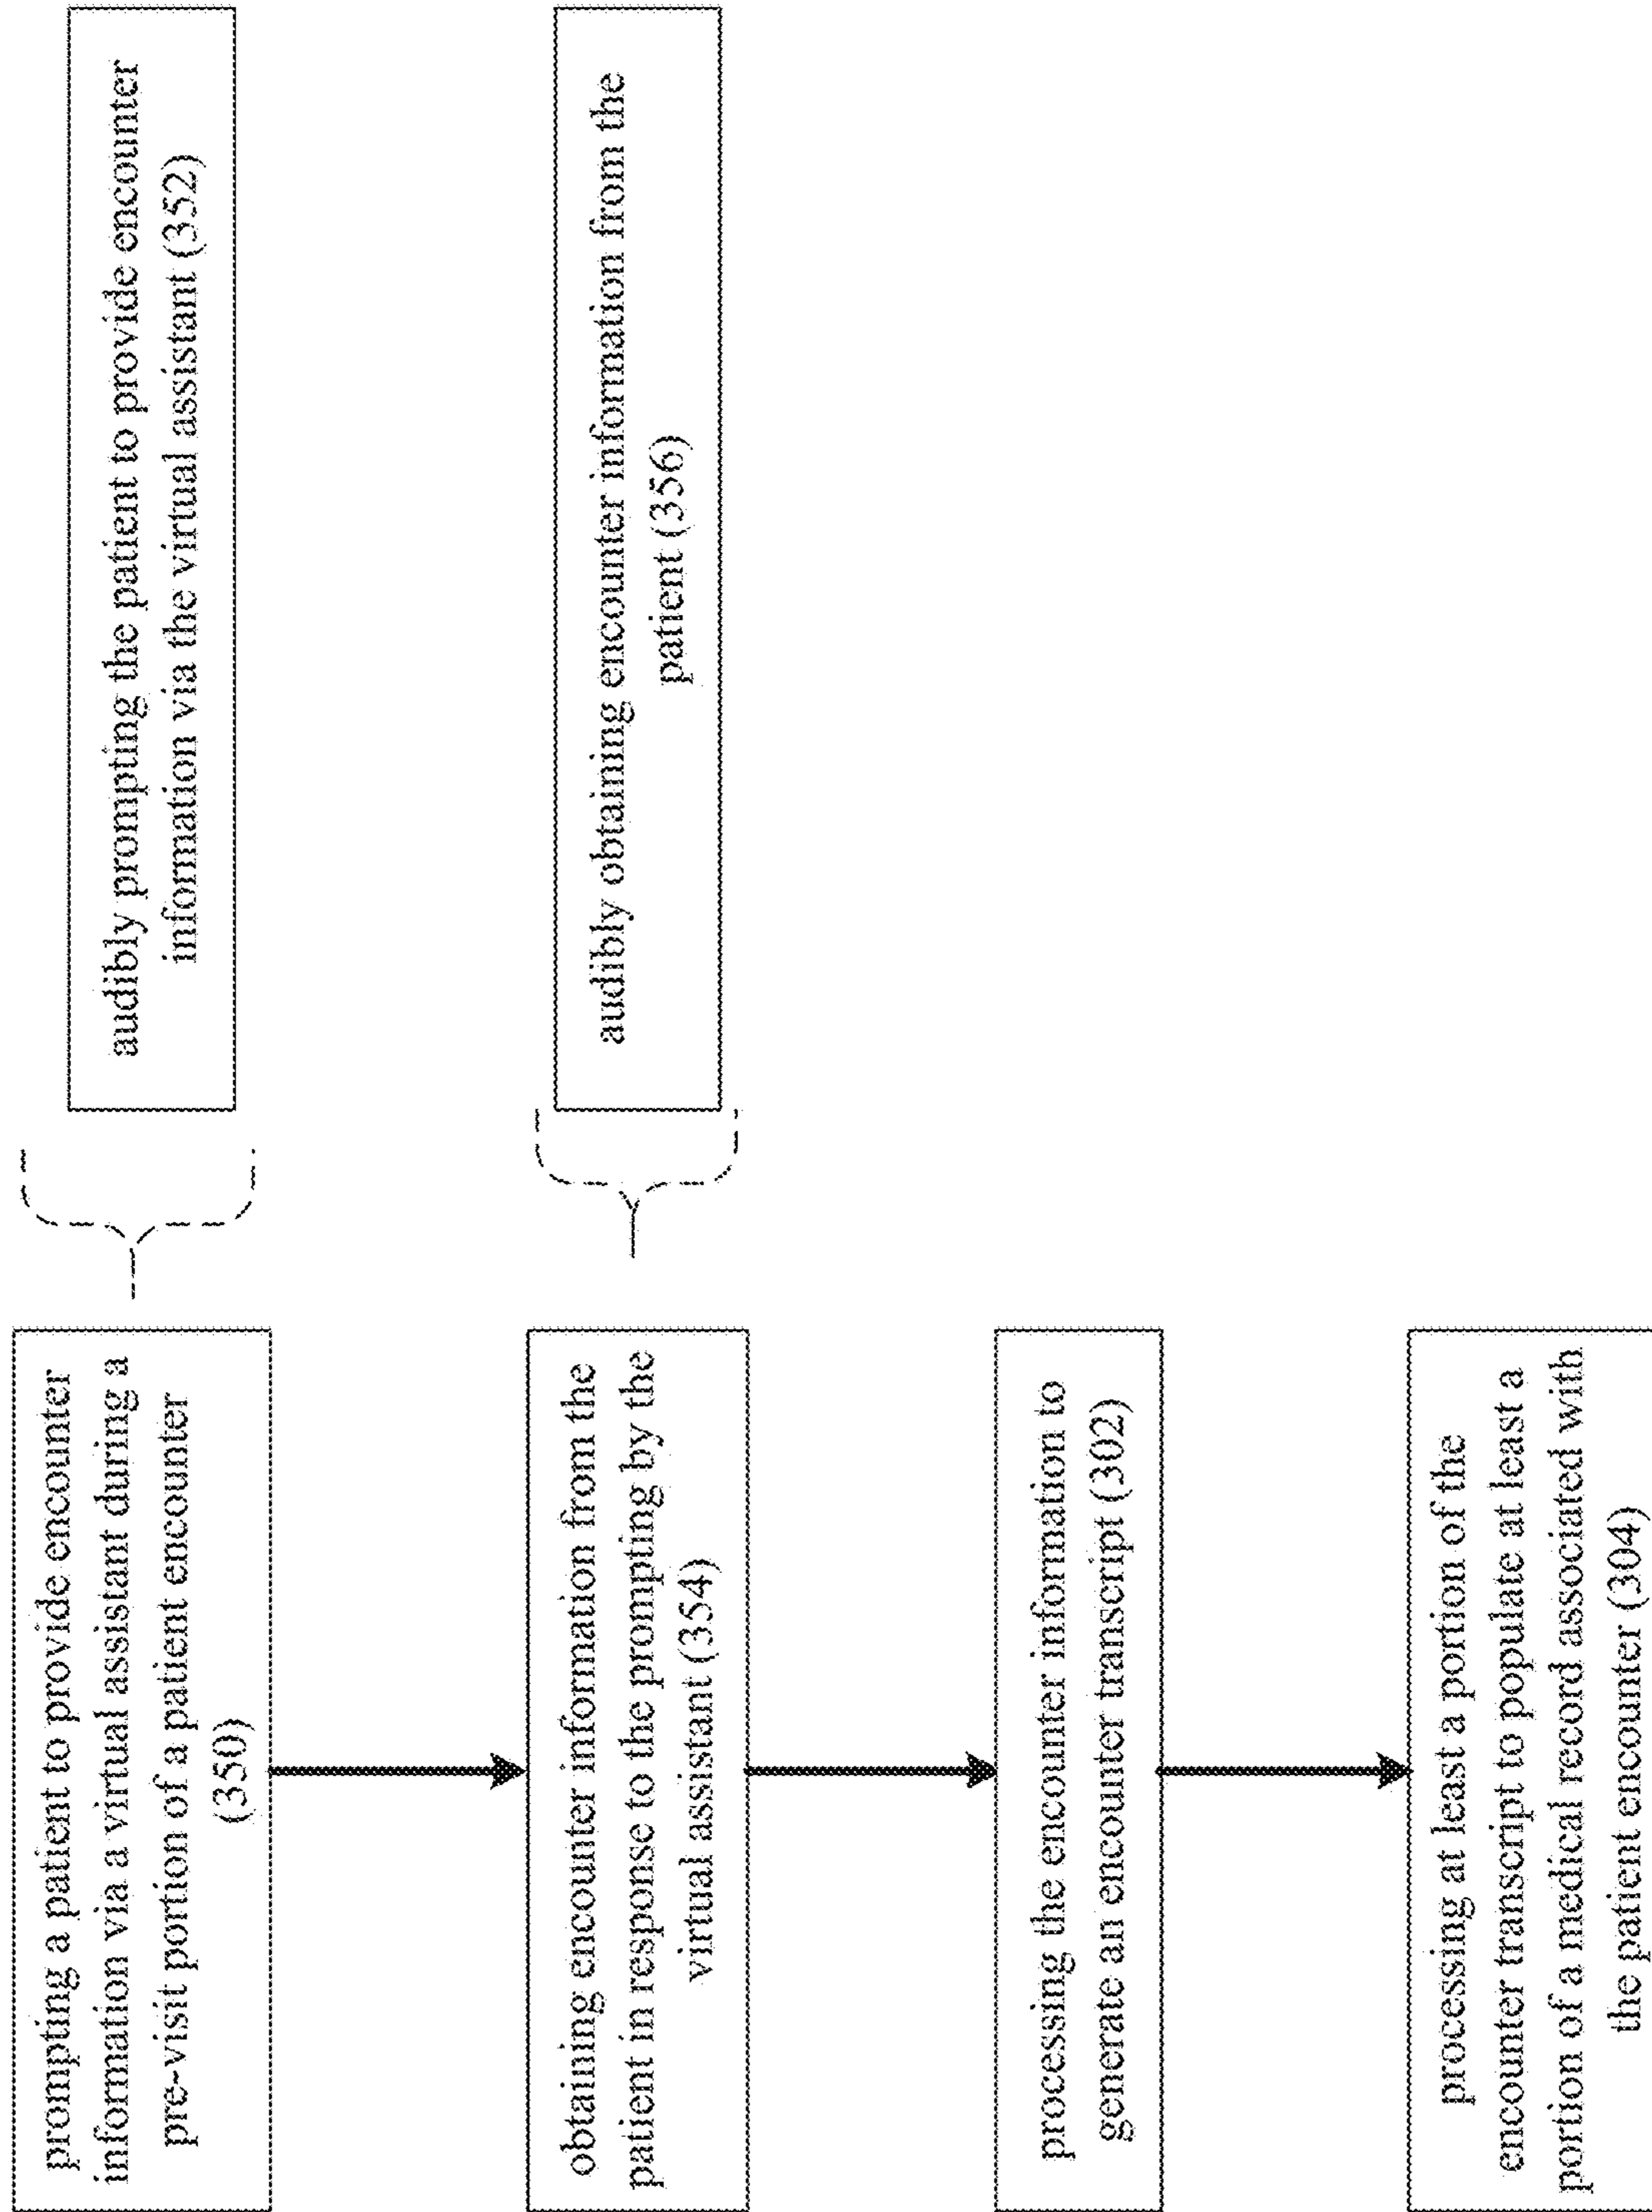 prompting a patient to provide encounter
information via a virtual assistant during a
pre-visit portion of a patient encounter
(350)
audibly prompting the patient to provide encounter
information via the virtual assistant (352)
obtaining encounter information from the
patient in response to the prompting by the
virtual assistant (354)
audibly obtaining encounter information from the
patient (356)
processing the encounter information to
generate an encounter transcript (302)
processing at least a portion of the
encounter transcript to populate at least a
portion of a medical record associated with
the patient encounter (304)